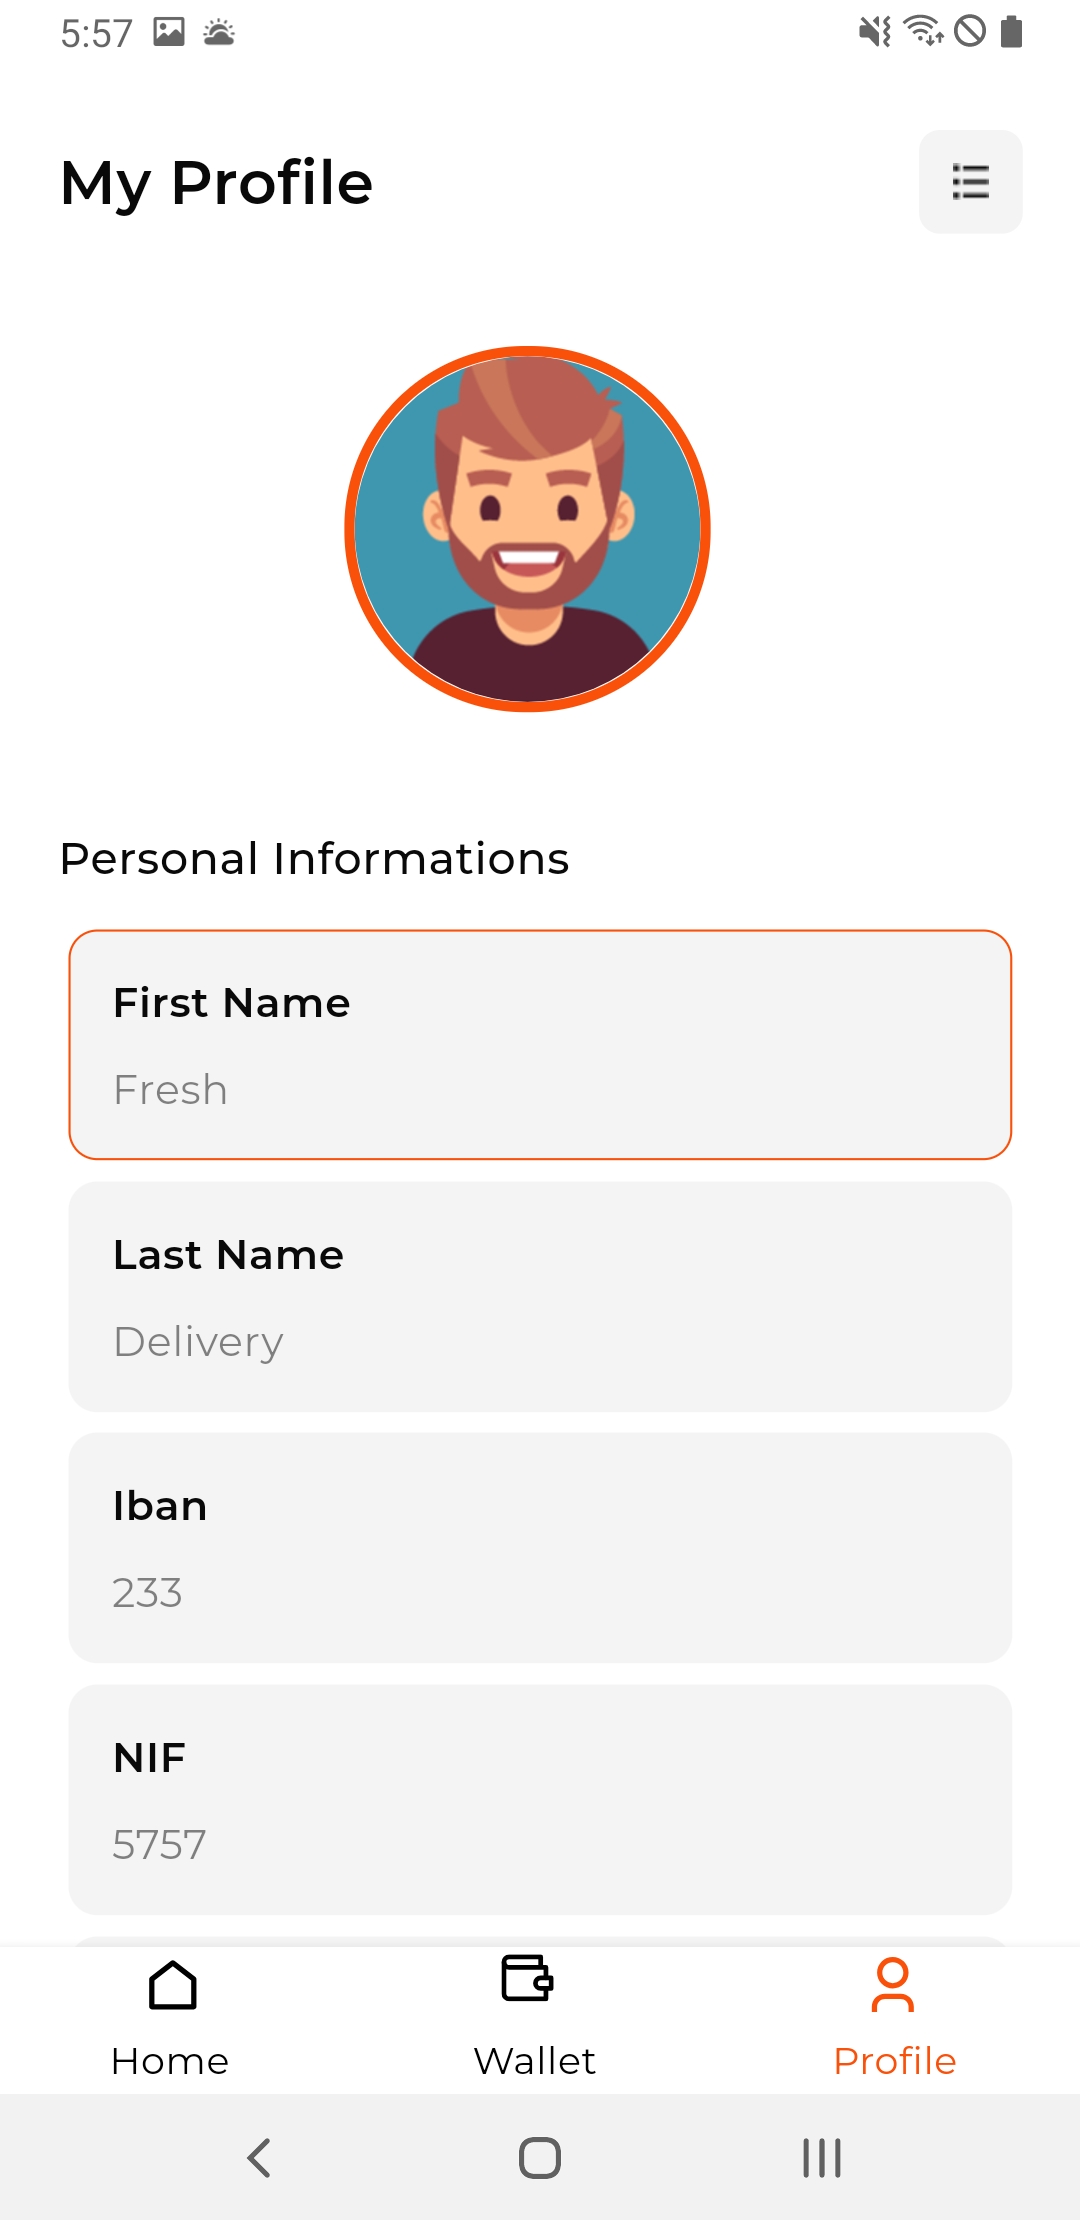 5:57
My Profile
Personal Informations
First Name
Fresh
Last Name
Delivery
Iban
233
NIF
5757
Home
Wallet
Profile